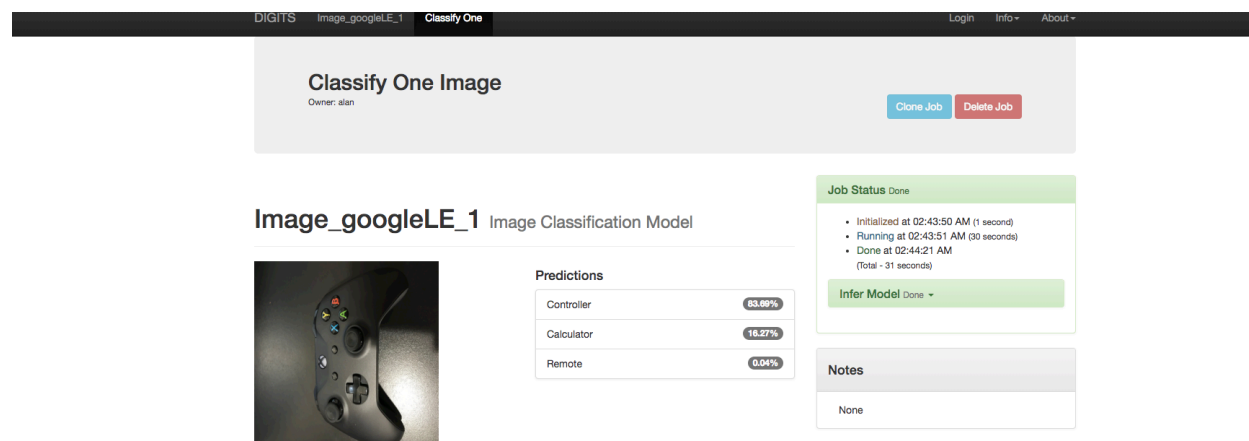 DIGITS Image_googleLE_1 Classify One Login Info About
Classify One Image
Owner: alan
Clone Job Delete Job
Job Status Done
Initialized at 02:43:50 AM (1 second)
Running at 02:43:51 AM (30 seconds)
Done at 02:44:21 AM
(Total - 31 seconds)
Infer Model Done
Notes
None
Image_googleLE_1 Image Classification Model
Predictions
Controller 83.69%
Calculator 16.27%
Remote 0.04%
B
Y A
X